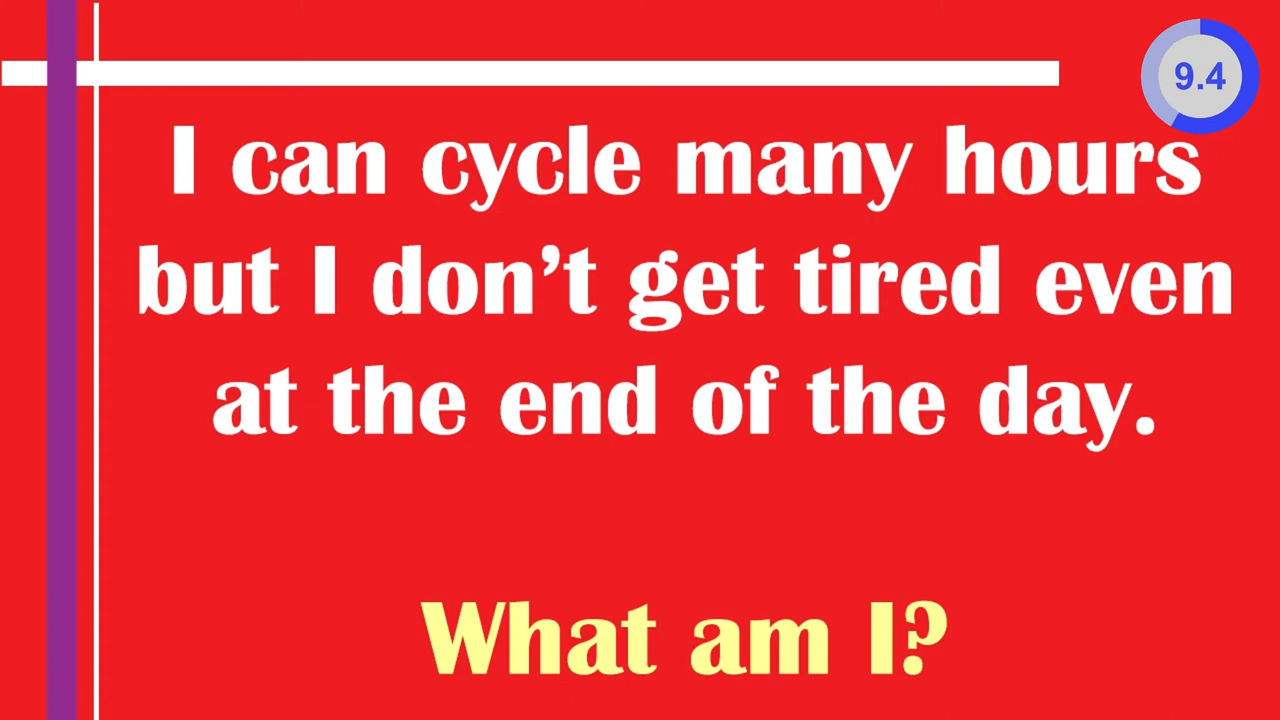 9.4
I can cycle many hours
but I don’t get tired even
at the end of the day.
What am I?